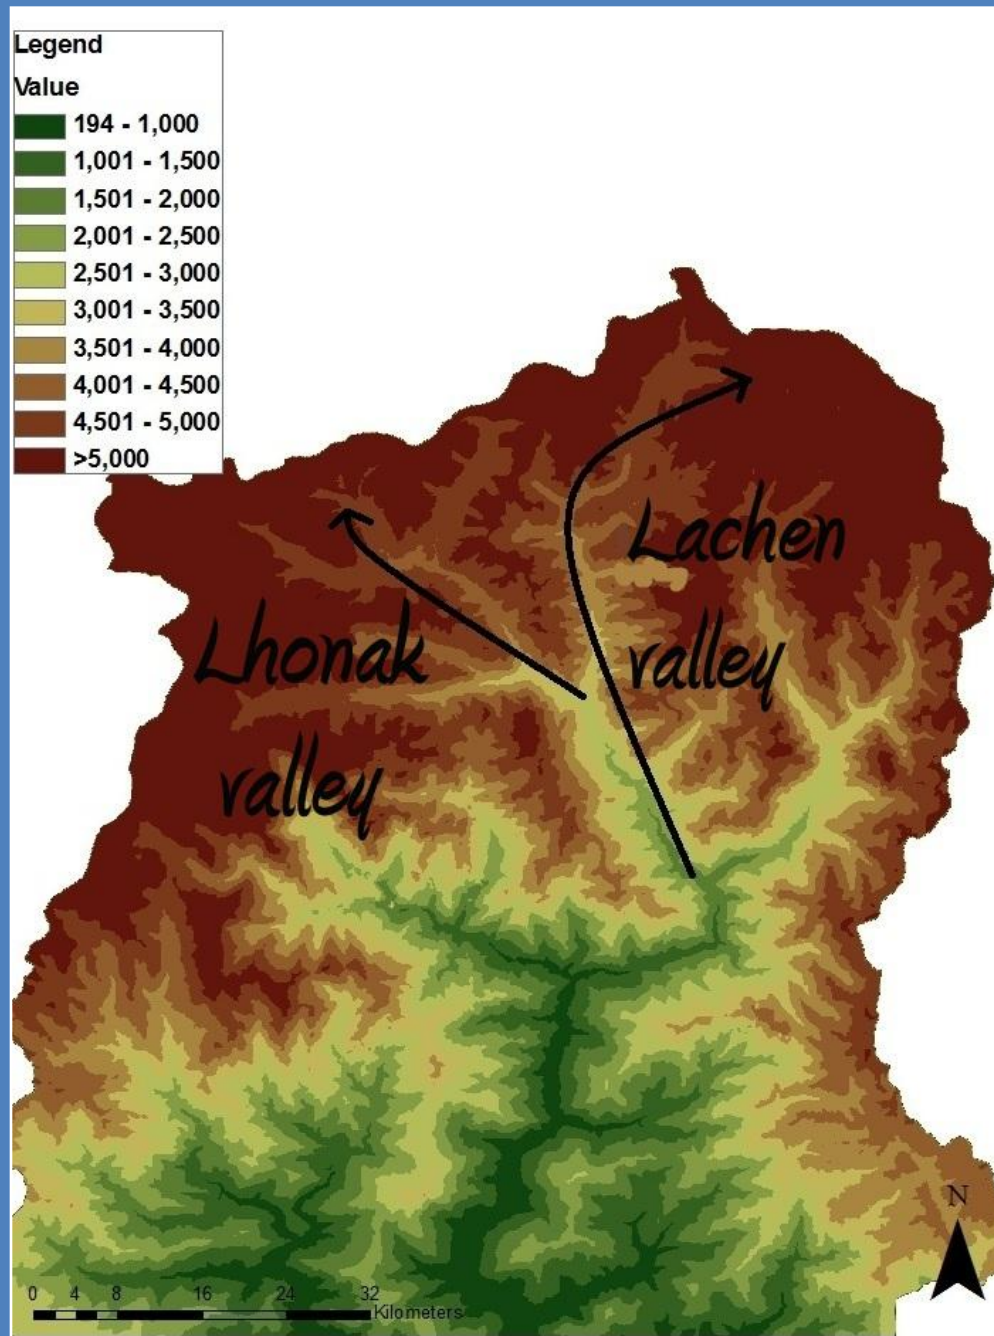 Legend
Value
194 - 1,000
1,001 - 1,500
1,501 - 2,000
2,001 - 2,500
2,501 - 3,000
3,001 - 3,500
3,501 - 4,000
4,001 - 4,500
4,501 - 5,000
>5,000
Lachen
valley
Lhonak
valley
N
0 4 8 16 24 32
Kilometers